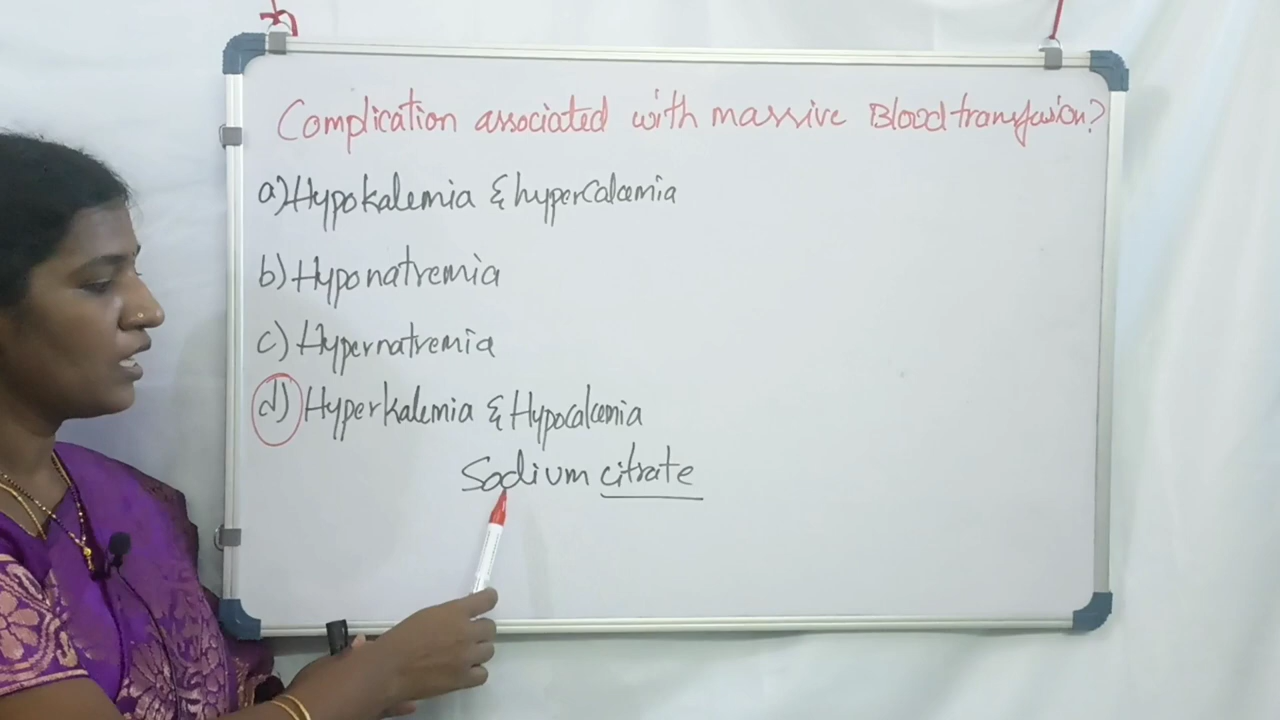 Complication associated with massive Blood transfusion?
a) Hypokalemia & hypercalcemia
b) Hyponatremia
c) Hypernatremia
d) Hyperkalemia & Hypocalcemia
Sodium citrate